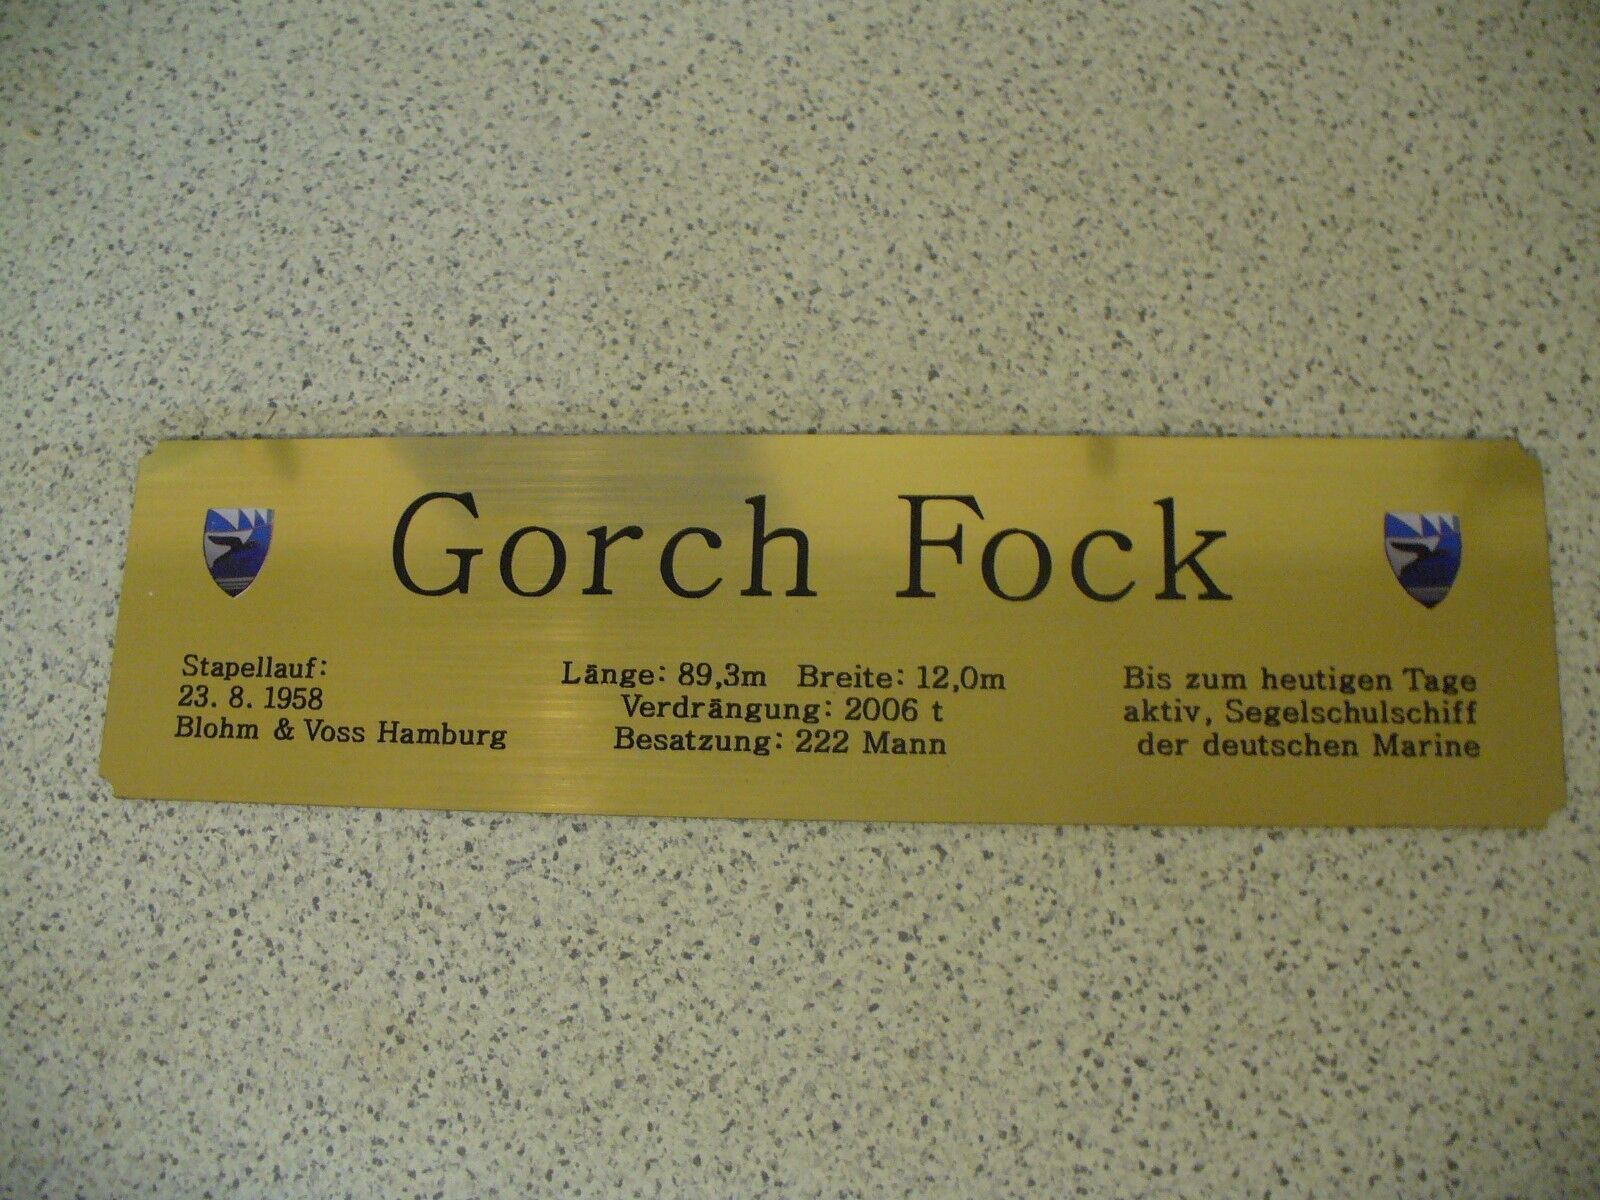 Gorch Fock
Stapellauf:
23. 8. 1958
Blohm & Voss Hamburg
Länge: 89,3m Breite: 12,0m
Verdrängung: 2006 t
Besatzung: 222 Mann
Bis zum heutigen Tage
aktiv, Segelschulschiff
der deutschen Marine